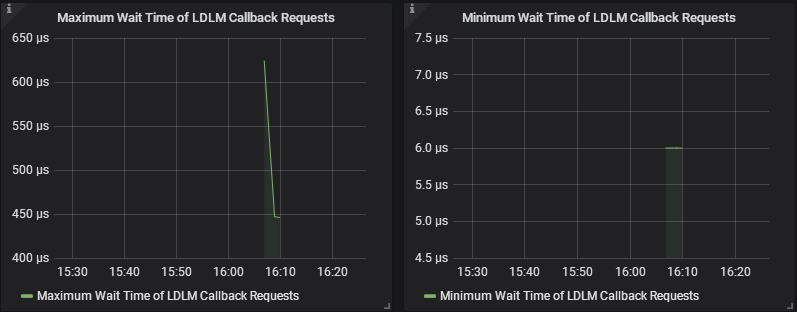 Maximum Wait Time of LDLM Callback Requests
650 µs
600 µs
550 µs
500 µs
450 µs
400 µs
15:30 15:40 15:50 16:00 16:10 16:20
Maximum Wait Time of LDLM Callback Requests
Minimum Wait Time of LDLM Callback Requests
7.5 µs
7.0 µs
6.5 µs
6.0 µs
5.5 µs
5.0 µs
4.5 µs
15:30 15:40 15:50 16:00 16:10 16:20
Minimum Wait Time of LDLM Callback Requests